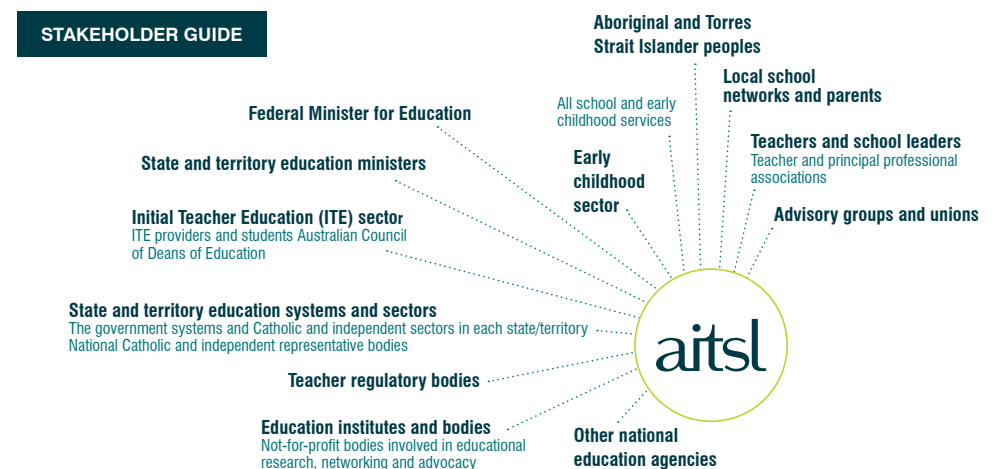 STAKEHOLDER GUIDE
Aboriginal and Torres
Strait Islander peoples
Local school
networks and parents
All school and early
childhood services
Federal Minister for Education
Teachers and school leaders
Teacher and principal professional
associations
Early
childhood
sector
State and territory education ministers
Advisory groups and unions
Initial Teacher Education (ITE) sector
ITE providers and students Australian Council
of Deans of Education
State and territory education systems and sectors
The government systems and Catholic and independent sectors in each state/territory
National Catholic and independent representative bodies
aitsl
Teacher regulatory bodies
Education institutes and bodies
Not-for-profit bodies involved in educational
research, networking and advocacy
Other national
education agencies